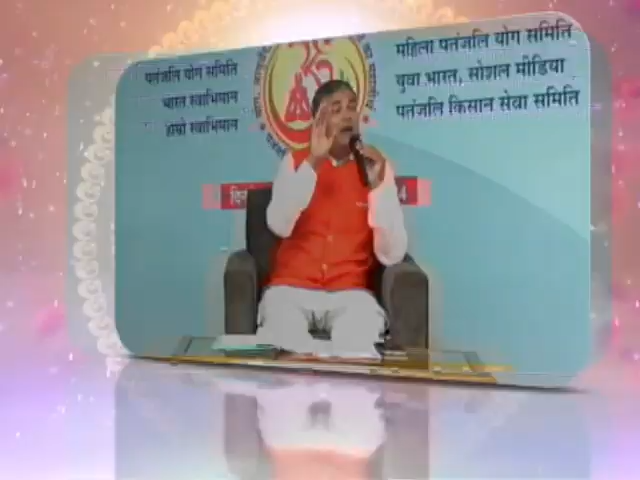 पतंजलि योग समिति
भारत स्वाभिमान
हाम्रो स्वाभिमान
महिला पतंजलि योग समिति
युवा भारत, सोशल मीडिया
पतंजलि किसान सेवा समिति